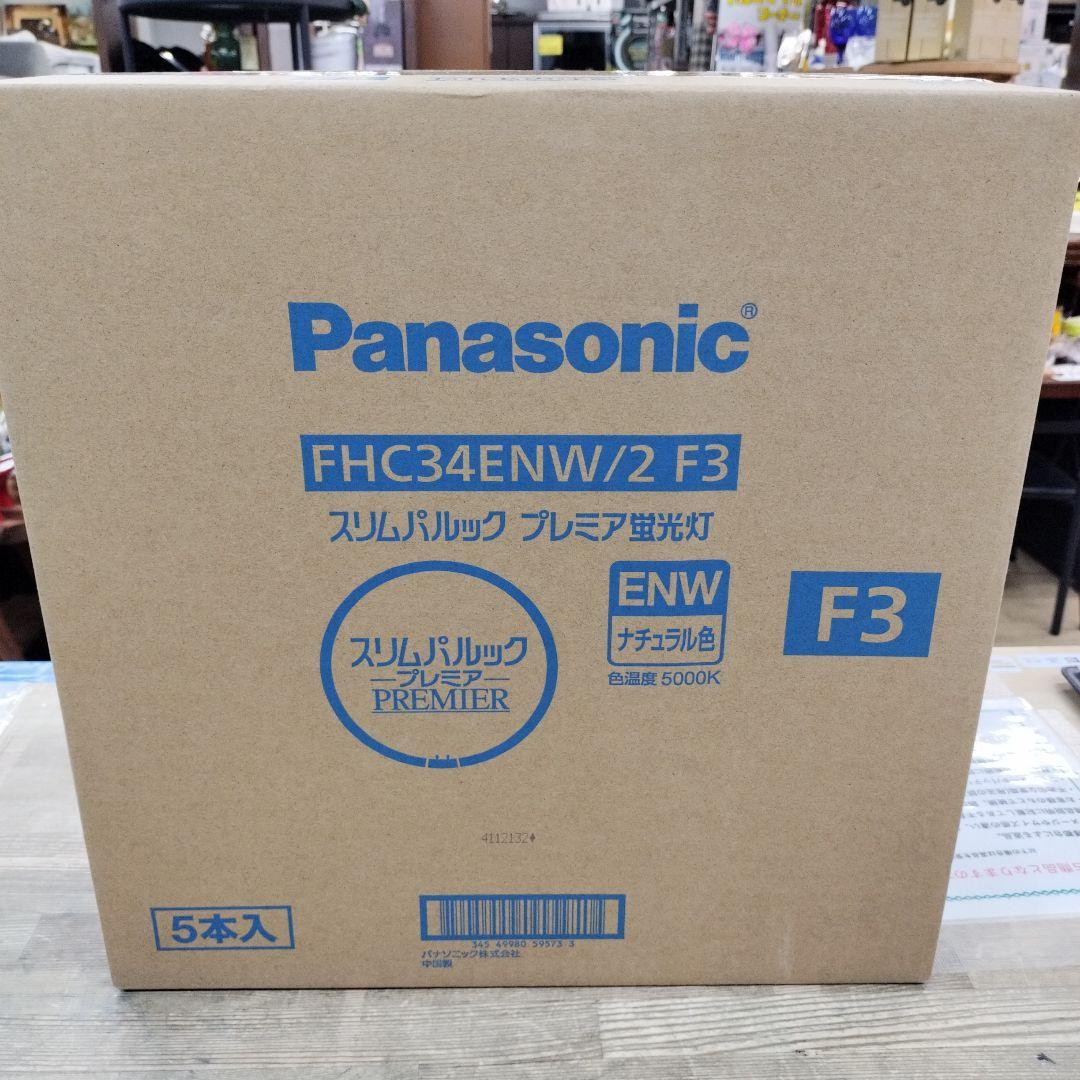 Panasonic®
FHC34ENW/2 F3
スリムパルック プレミア蛍光灯
スリムパルック
プレミア
PREMIER
ENW
ナチュラル色
色温度 5000K
F3
4112132♦
5本入
345 49980 59573 3
パナソニック株式会社
中国製